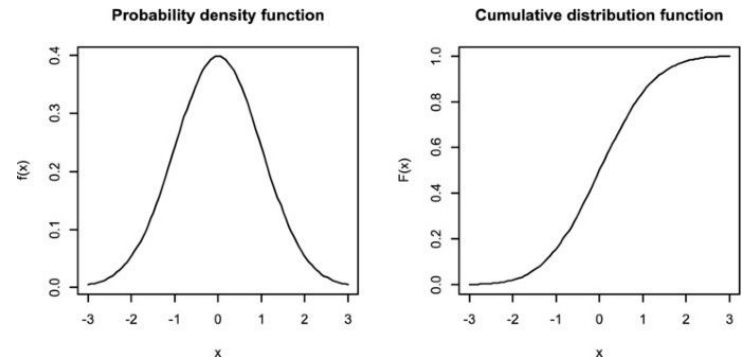 Probability density function
f(x)
0.4
0.3
0.2
0.1
0.0
-3 -2 -1 0 1 2 3
x
Cumulative distribution function
F(x)
1.0
0.8
0.6
0.4
0.2
0.0
-3 -2 -1 0 1 2 3
x